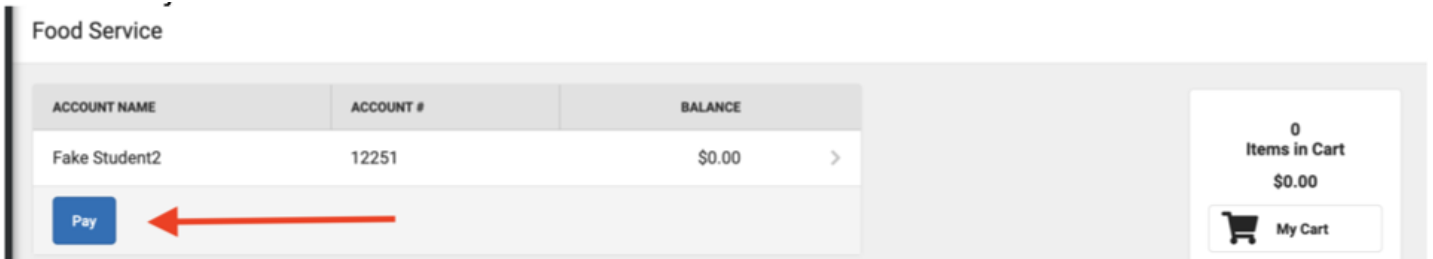 Food Service
ACCOUNT NAME ACCOUNT # BALANCE
Fake Student2 12251 $0.00
Pay
0
Items in Cart
$0.00
My Cart